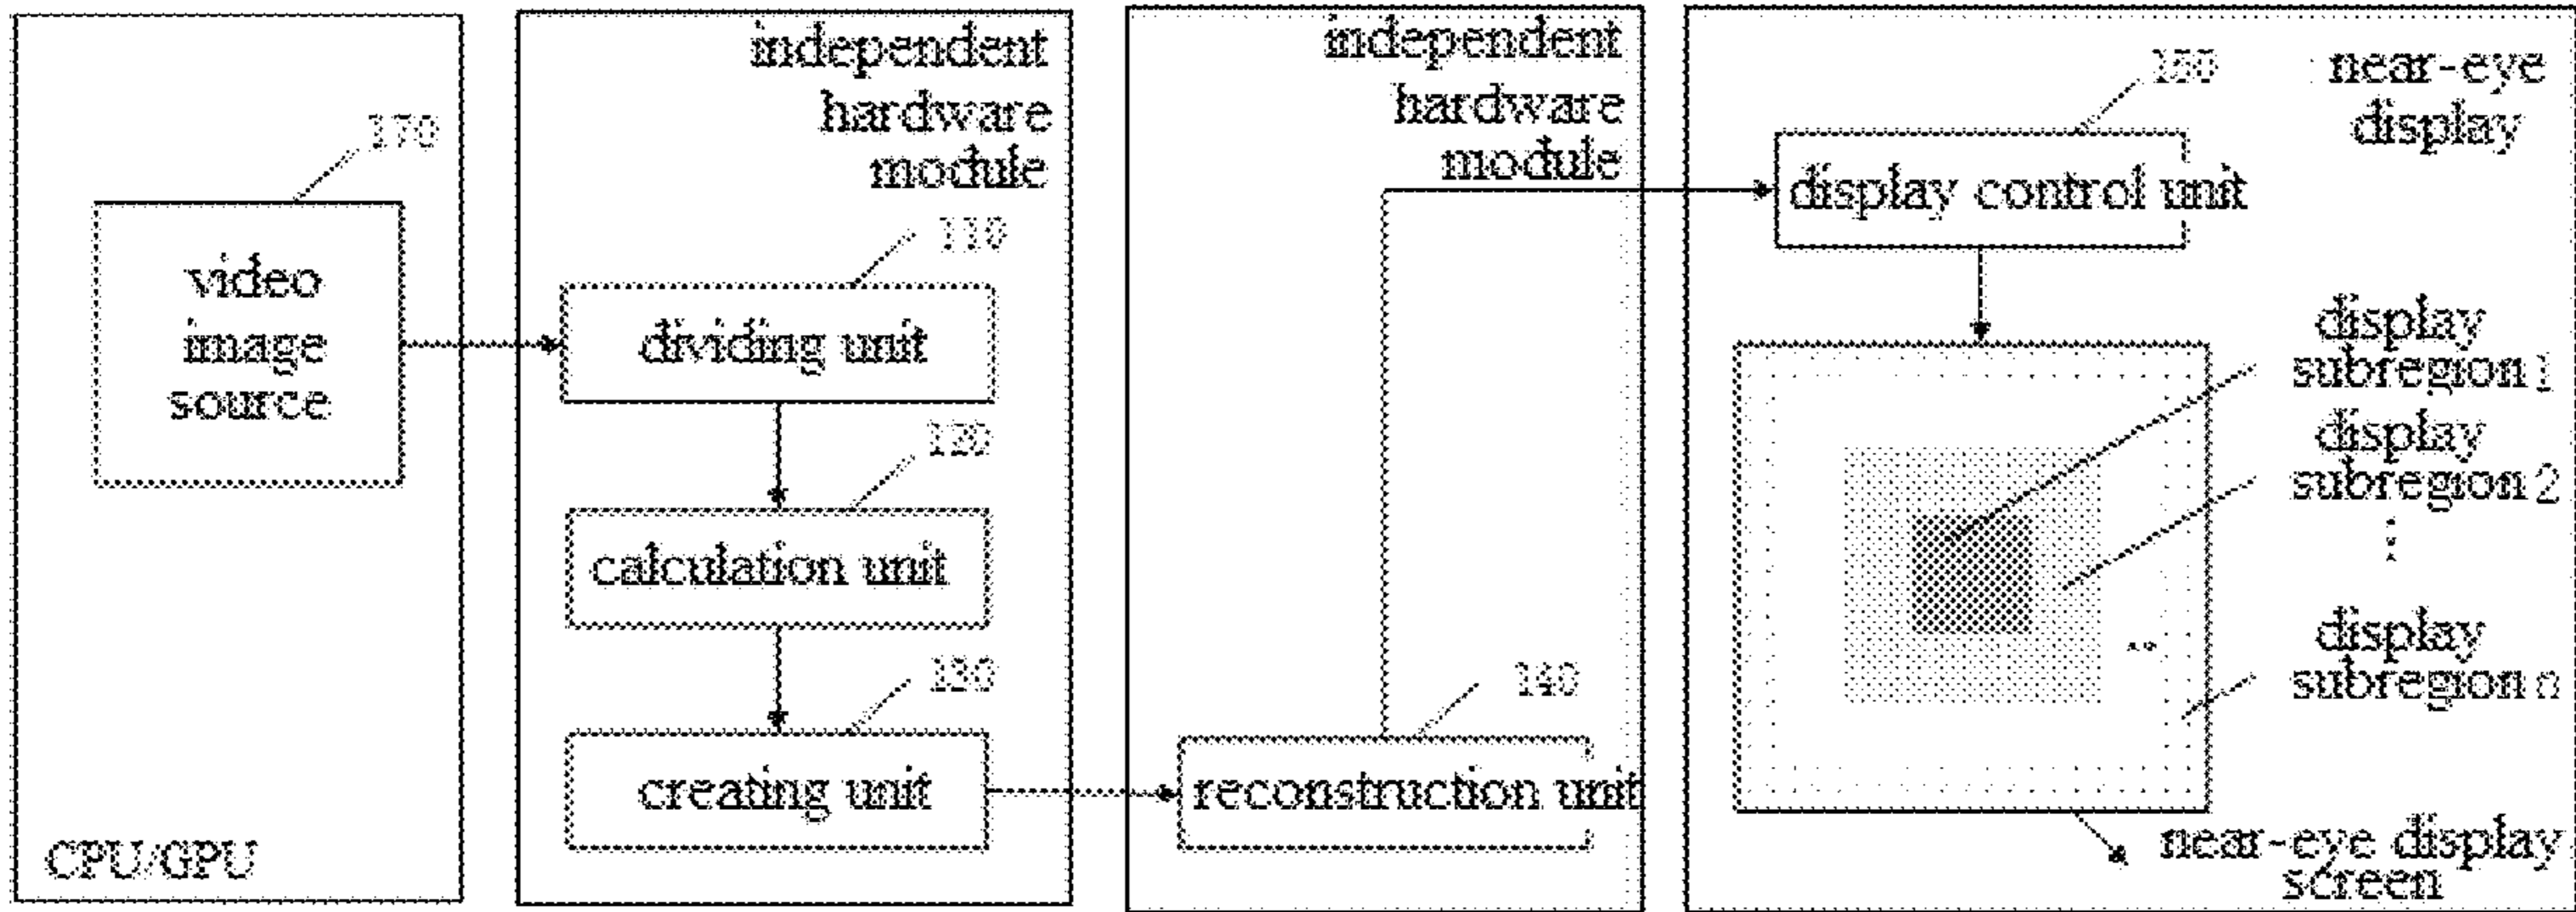 170
video
image
source
CPU/GPU
independent
hardware
module
110
dividing unit
120
calculation unit
130
creating unit
independent
hardware
module
140
reconstruction unit
150
near-eye
display
display control unit
display
subregion 1
display
subregion 2
⋮
..
display
subregion n
near-eye display
screen